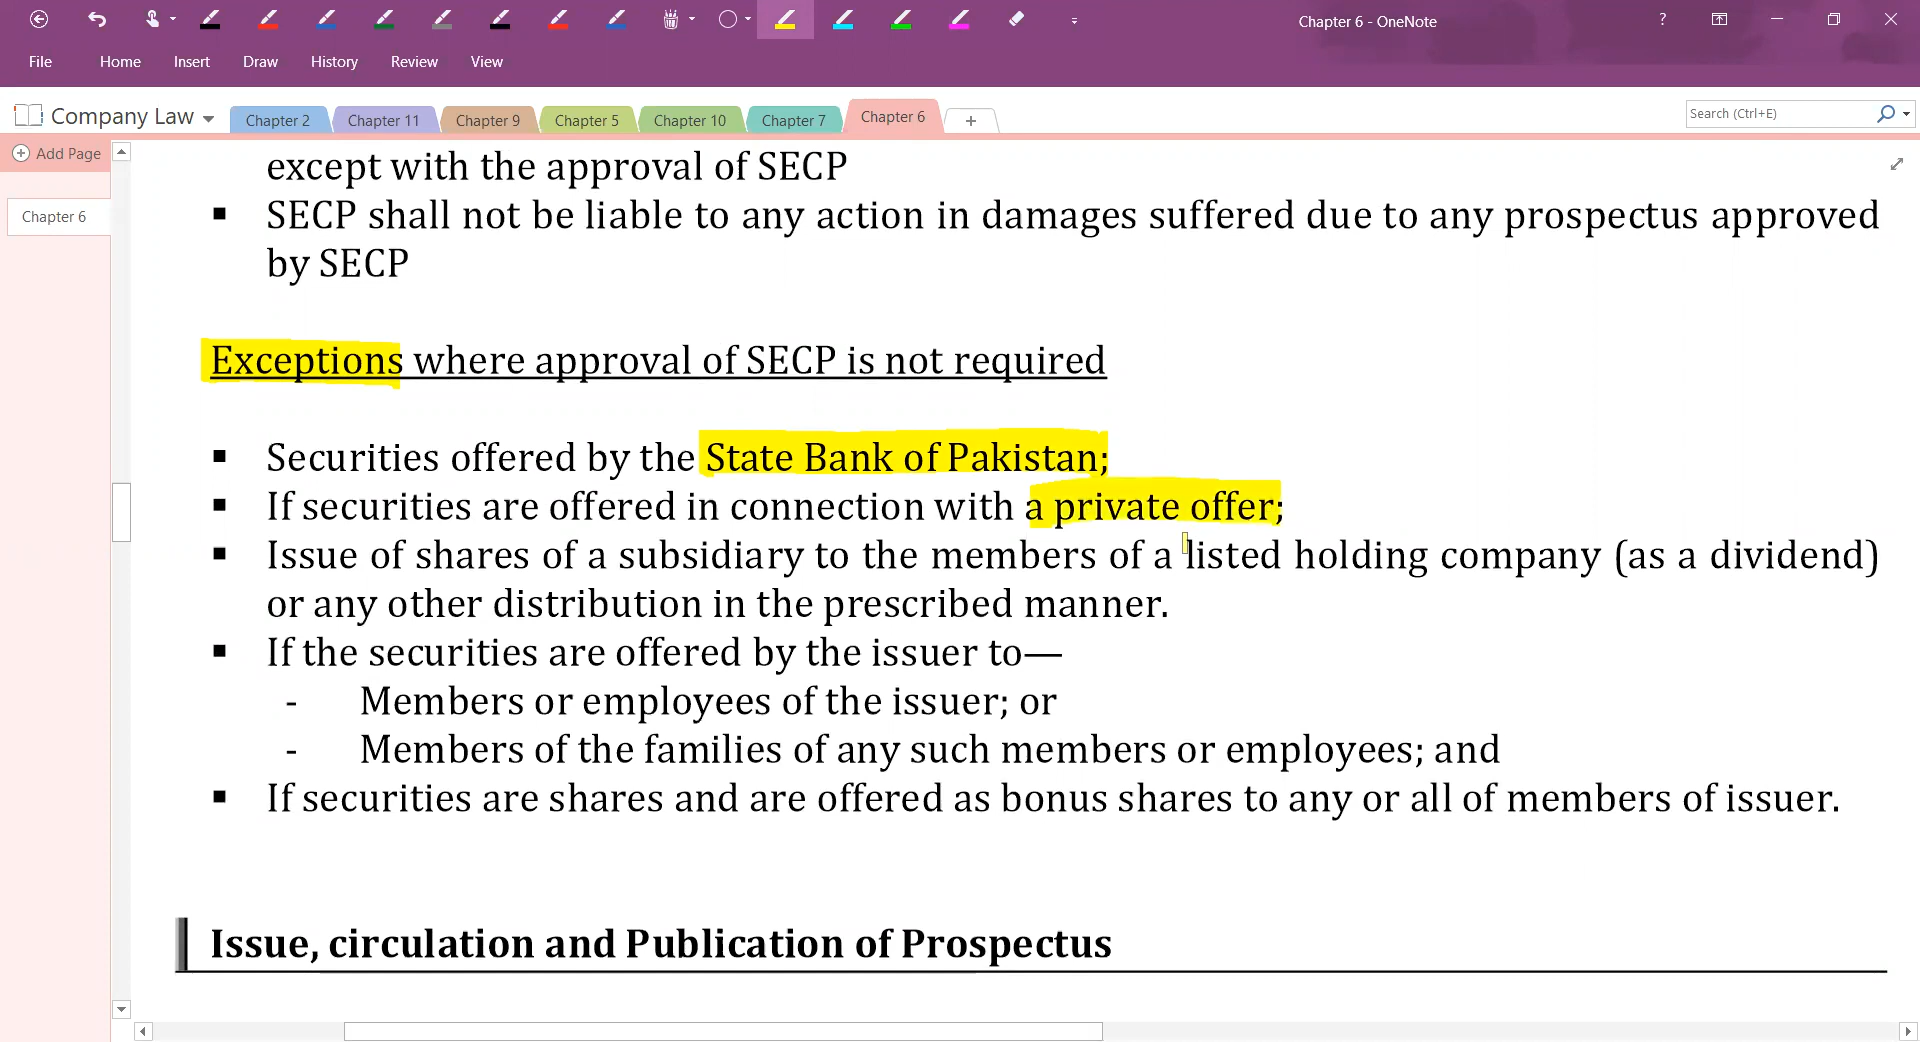 Chapter 6 - OneNote
?
File Home Insert Draw History Review View
Company Law Chapter 2 Chapter 11 Chapter 9 Chapter 5 Chapter 10 Chapter 7 Chapter 6 + Search (Ctrl+E)
Add Page
Chapter 6
except with the approval of SECP
▪ SECP shall not be liable to any action in damages suffered due to any prospectus approved
by SECP
Exceptions where approval of SECP is not required
▪ Securities offered by the State Bank of Pakistan;
▪ If securities are offered in connection with a private offer;
▪ Issue of shares of a subsidiary to the members of a listed holding company (as a dividend)
or any other distribution in the prescribed manner.
▪ If the securities are offered by the issuer to—
- Members or employees of the issuer; or
- Members of the families of any such members or employees; and
▪ If securities are shares and are offered as bonus shares to any or all of members of issuer.
Issue, circulation and Publication of Prospectus